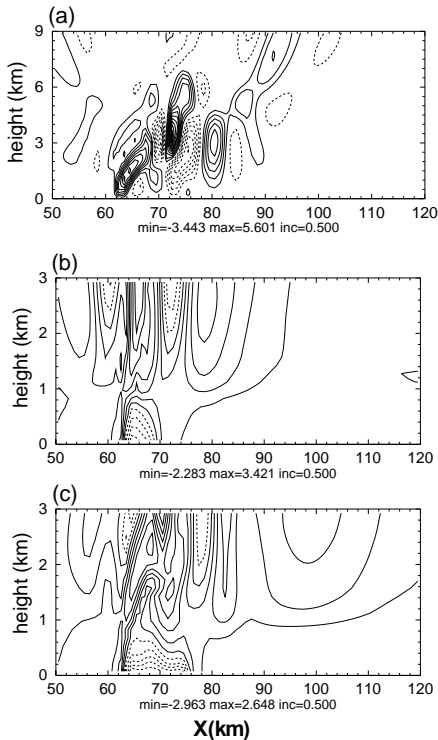 (a)
9
6
3
0
height (km)
50 60 70 80 90 100 110 120
min=-3.443 max=5.601 inc=0.500
(b)
3
2
1
0
height (km)
50 60 70 80 90 100 110 120
min=-2.283 max=3.421 inc=0.500
(c)
3
2
1
0
height (km)
50 60 70 80 90 100 110 120
min=-2.963 max=2.648 inc=0.500
X(km)